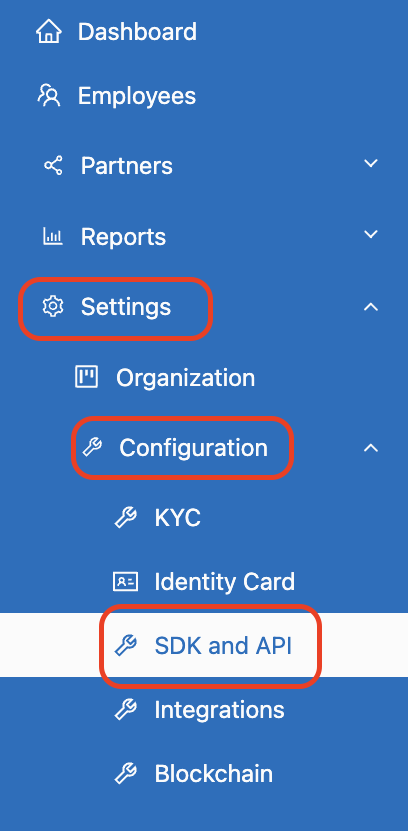 Dashboard
Employees
Partners
Reports
Settings
Organization
Configuration
KYC
Identity Card
SDK and API
Integrations
Blockchain